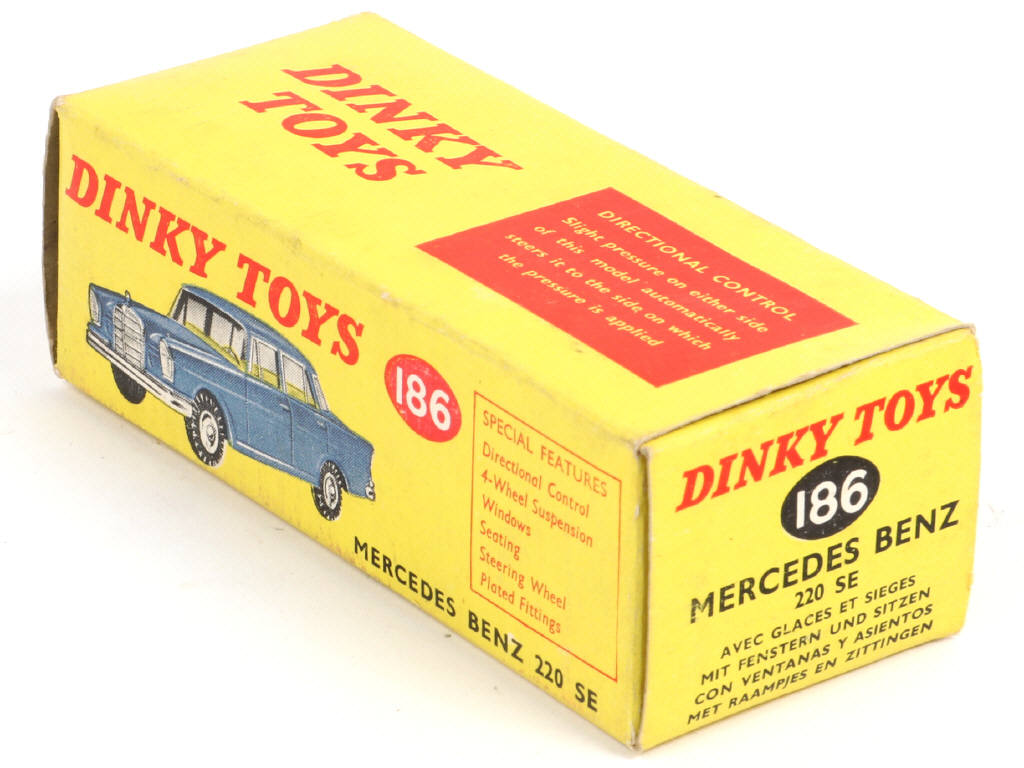 DINKY
TOYS
DIRECTIONAL CONTROL
Slight pressure on either side
of this model automatically
steers it to the side on which
the pressure is applied
DINKY TOYS
186
SPECIAL FEATURES
Directional Control
4-Wheel Suspension
Windows
Seating
Steering Wheel
Plated Fittings
MERCEDES BENZ 220 SE
DINKY TOYS
186
MERCEDES BENZ
220 SE
AVEC GLACES ET SIEGES
MIT FENSTERN UND SITZEN
CON VENTANAS Y ASIENTOS
MET RAAMPJES EN ZITTINGEN